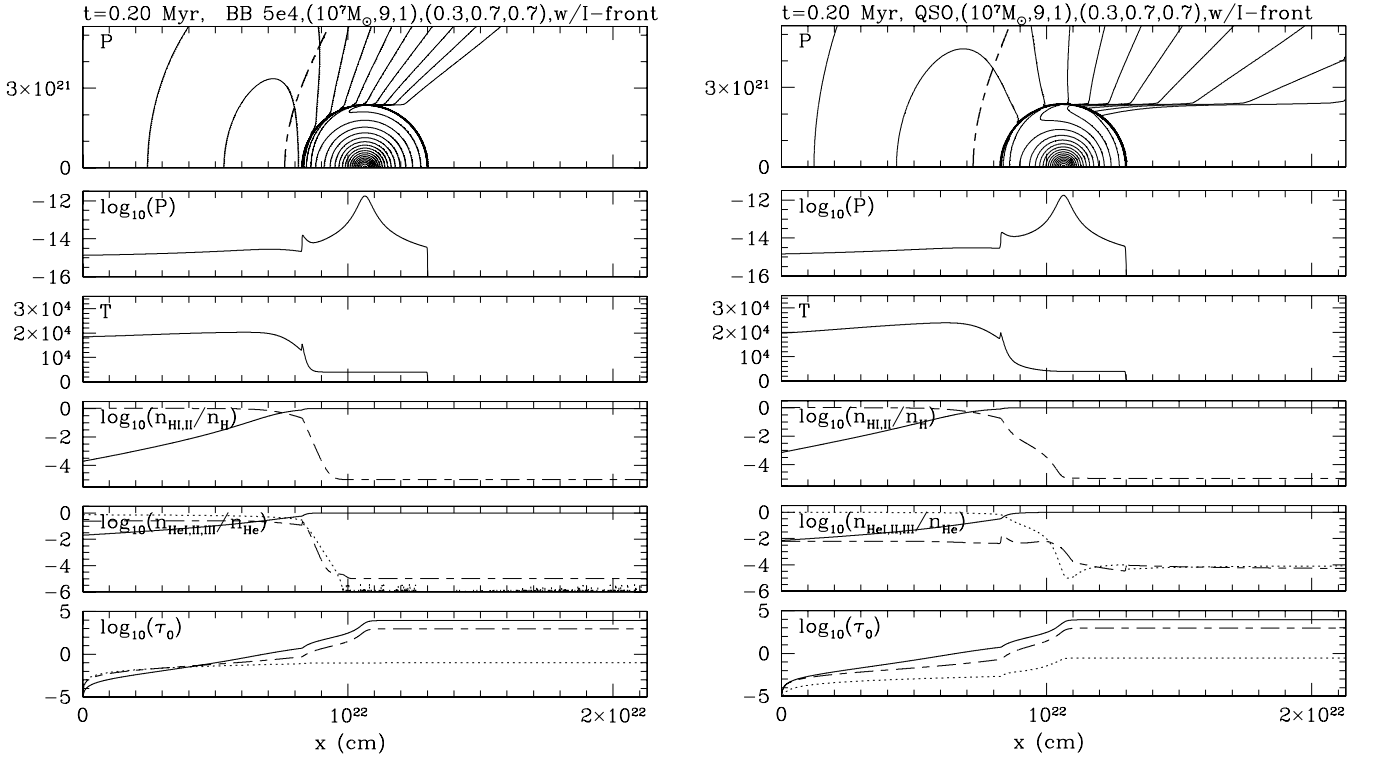 t=0.20 Myr, BB 5e4,(10⁷M⊙,9,1),(0.3,0.7,0.7),w/I-front
P
3×10²¹
0
log₁₀(P)
−12
−14
−16
T
3×10⁴
2×10⁴
10⁴
0
log₁₀(n_HI,II/n_H)
0
−2
−4
log₁₀(n_HeI,II,III/n_He)
0
−2
−4
−6
log₁₀(τ₀)
5
0
−5
0 10²² 2×10²²
x (cm)
t=0.20 Myr, QSO,(10⁷M⊙,9,1),(0.3,0.7,0.7),w/I-front
P
3×10²¹
0
log₁₀(P)
−12
−14
−16
T
3×10⁴
2×10⁴
10⁴
0
log₁₀(n_HI,II/n_H)
0
−2
−4
log₁₀(n_HeI,II,III/n_He)
0
−2
−4
−6
log₁₀(τ₀)
5
0
−5
0 10²² 2×10²²
x (cm)